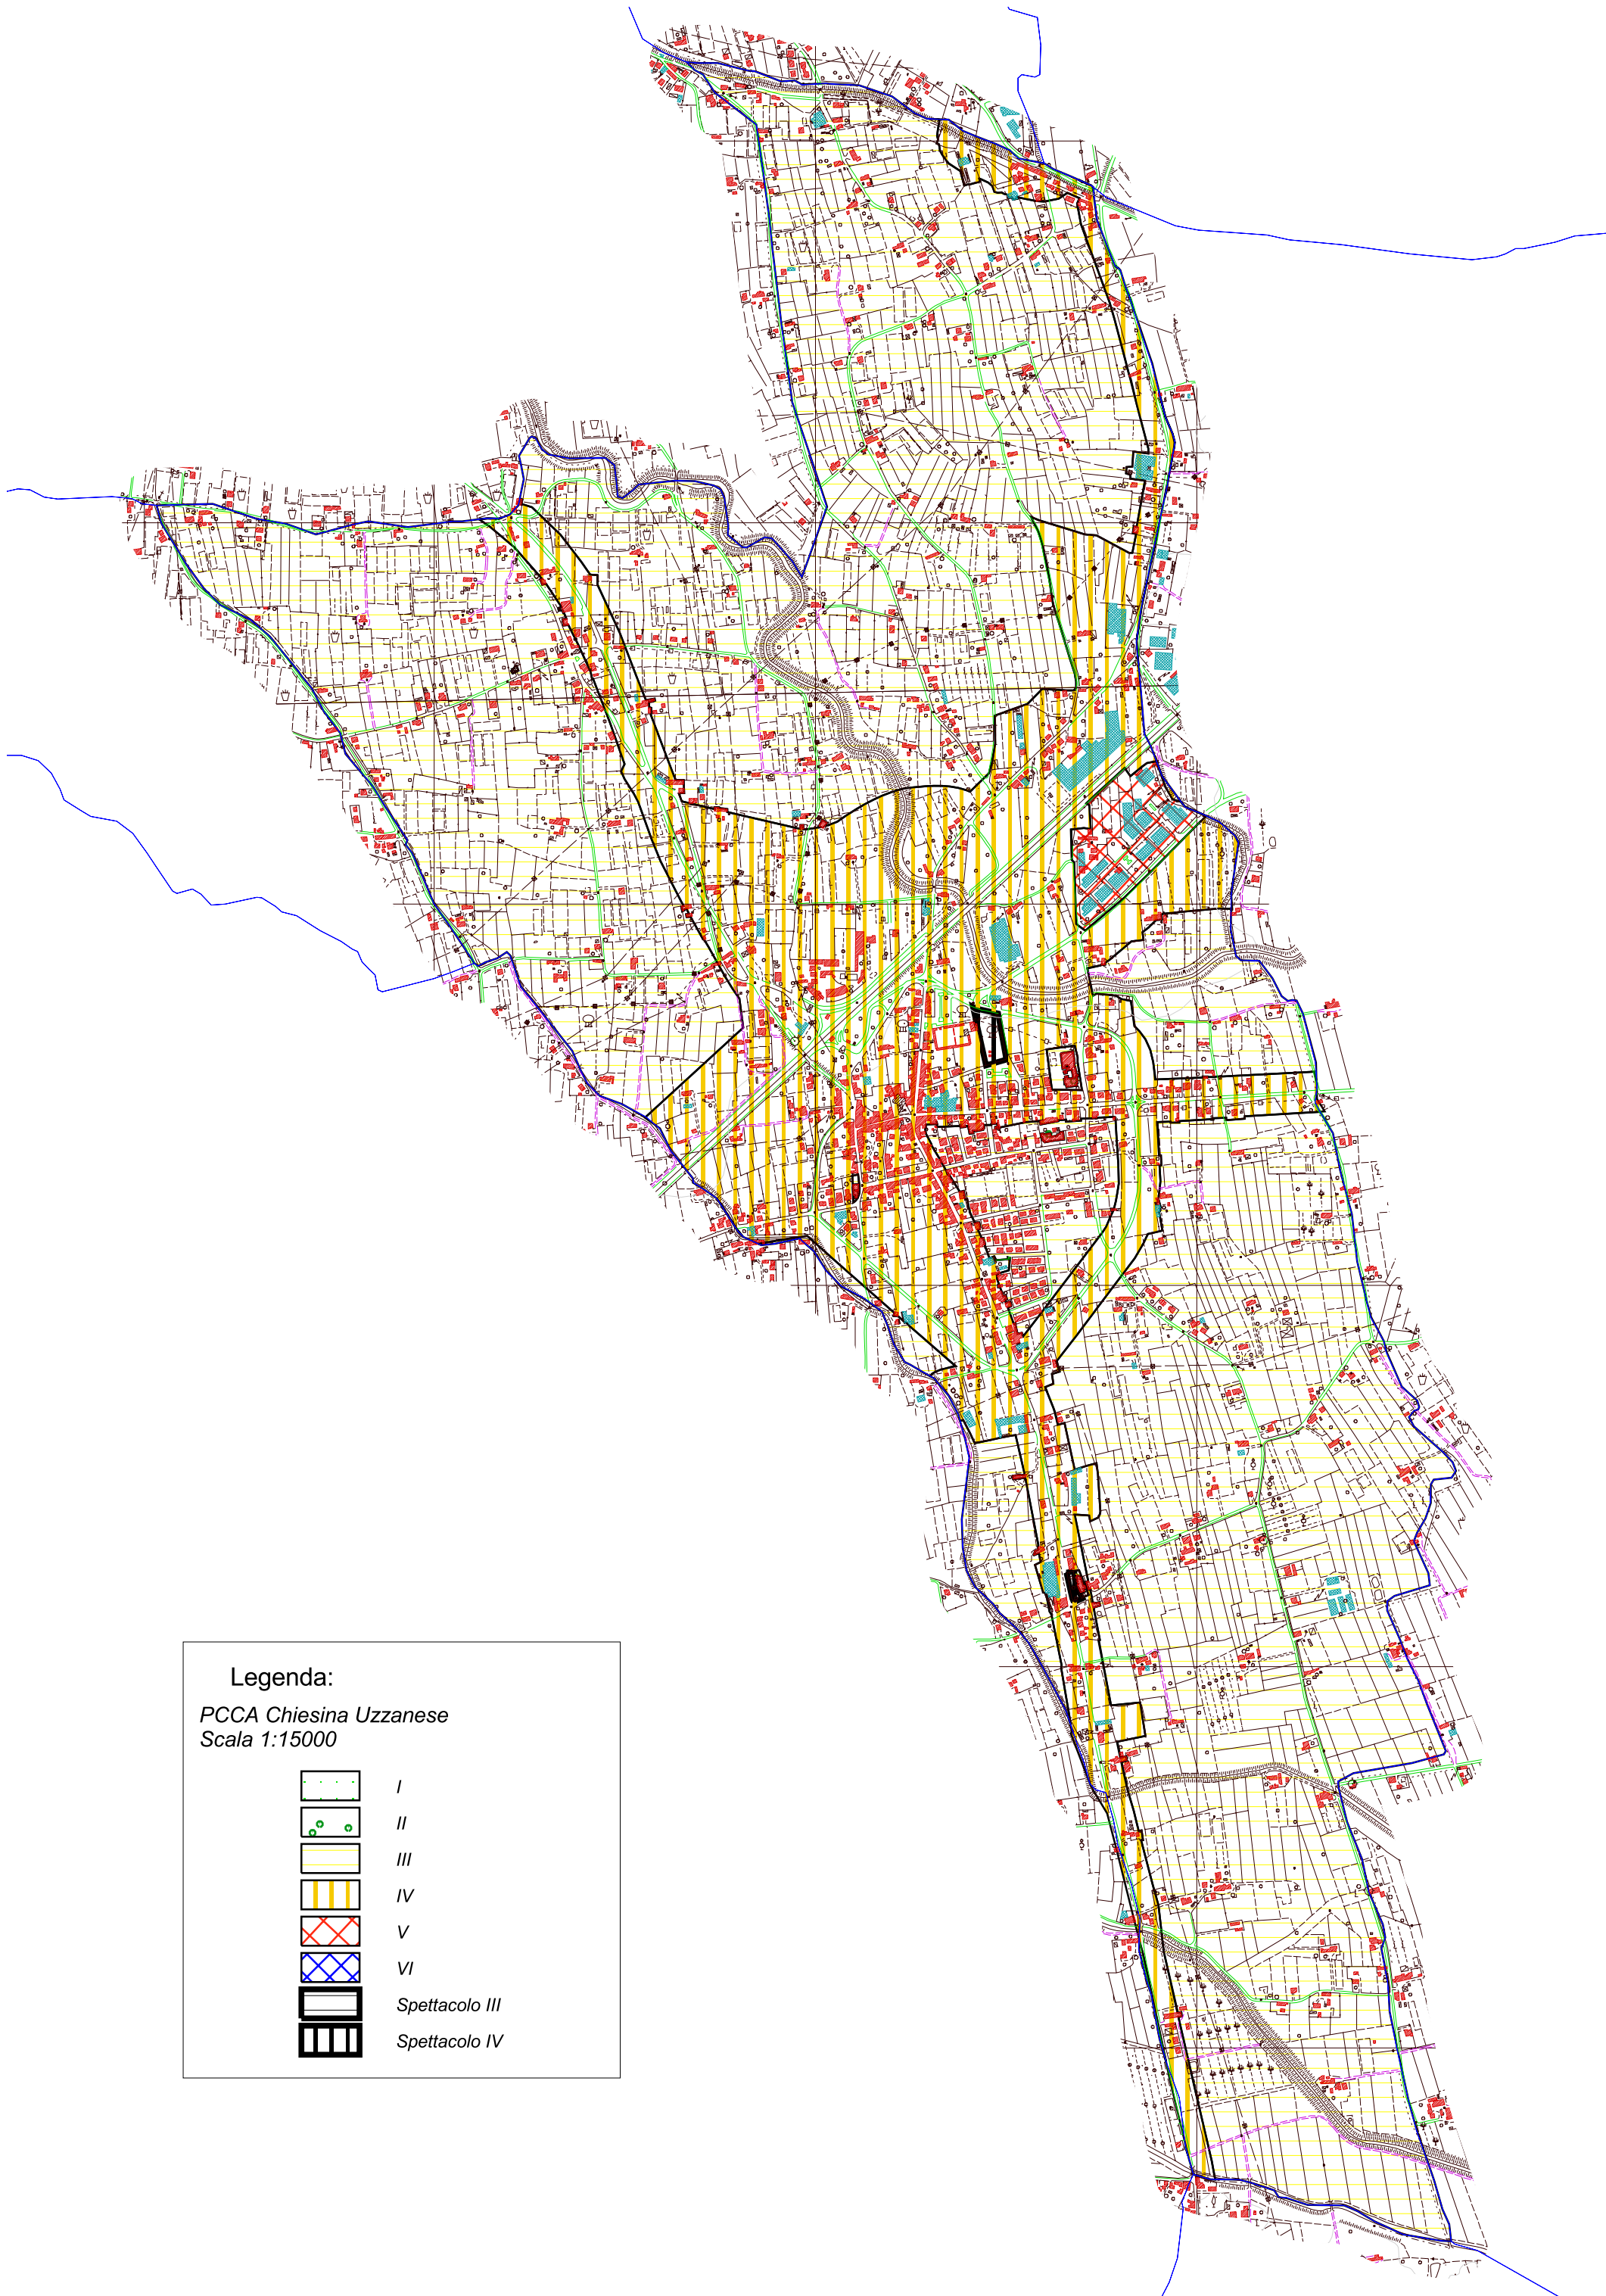 Legenda:
PCCA Chiesina Uzzanese
Scala 1:15000
I
II
III
IV
V
VI
Spettacolo III
Spettacolo IV